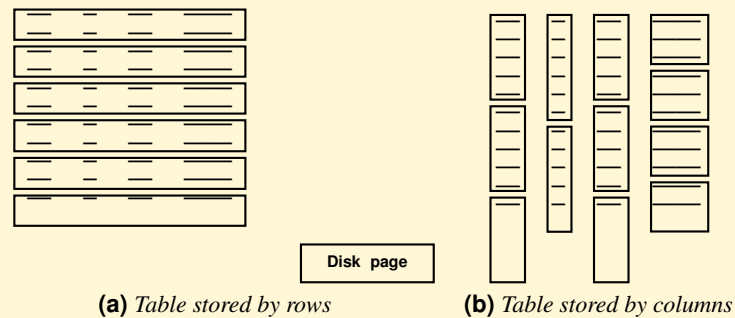 Disk page
(a) Table stored by rows
(b) Table stored by columns